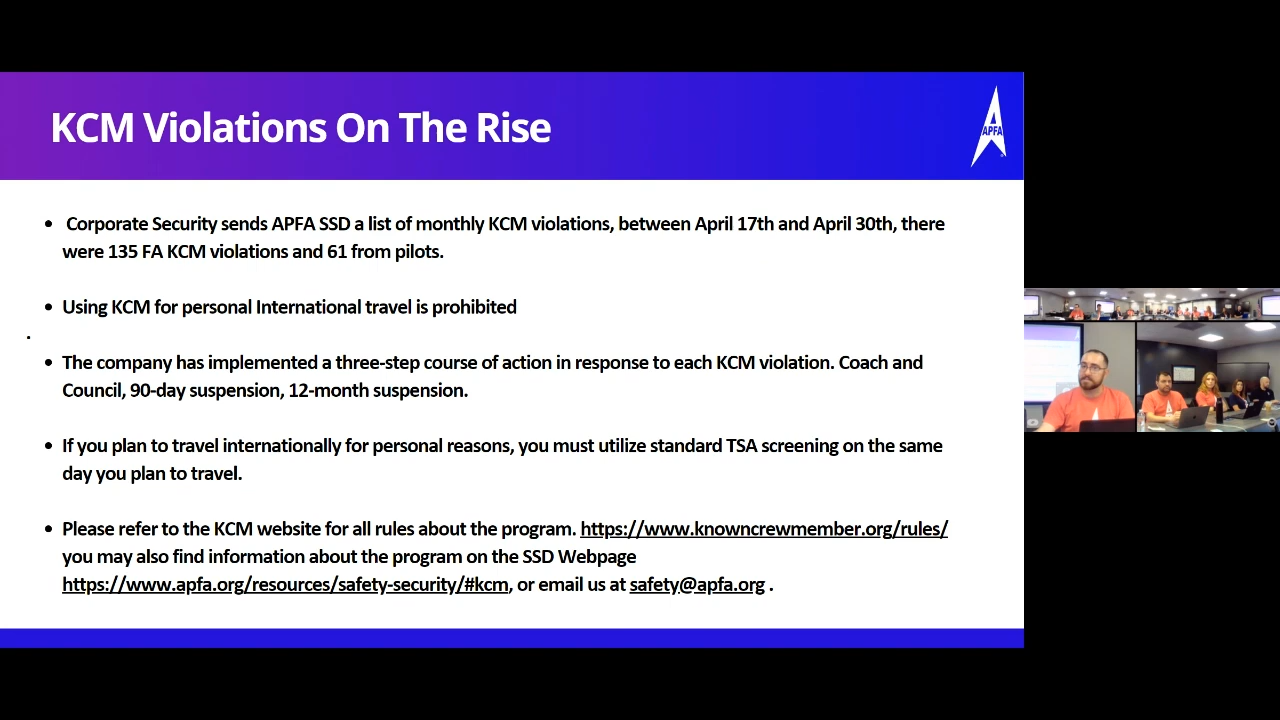 KCM Violations On The Rise
APFA
• Corporate Security sends APFA SSD a list of monthly KCM violations, between April 17th and April 30th, there
were 135 FA KCM violations and 61 from pilots.
• Using KCM for personal International travel is prohibited
• The company has implemented a three-step course of action in response to each KCM violation. Coach and
Council, 90-day suspension, 12-month suspension.
• If you plan to travel internationally for personal reasons, you must utilize standard TSA screening on the same
day you plan to travel.
• Please refer to the KCM website for all rules about the program. https://www.knowncrewmember.org/rules/
you may also find information about the program on the SSD Webpage
https://www.apfa.org/resources/safety-security/#kcm, or email us at safety@apfa.org .